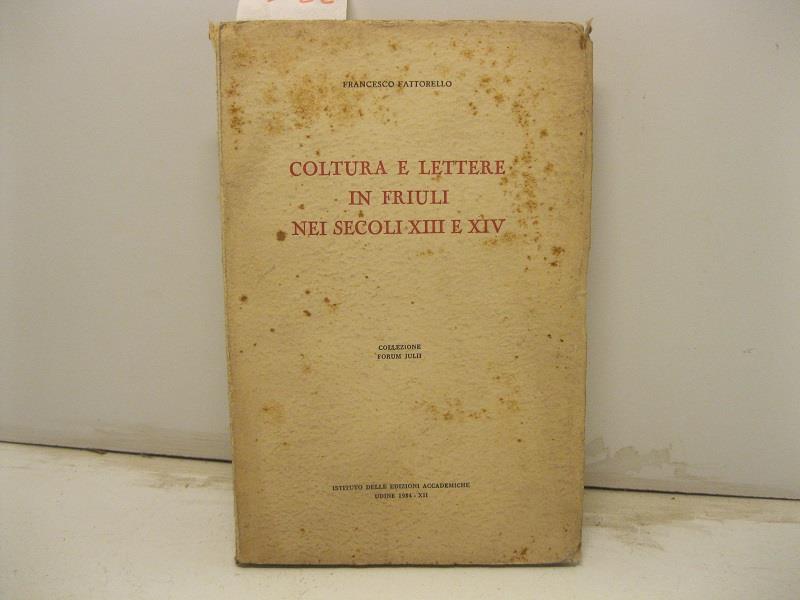 FRANCESCO FATTORELLO
COLTURA E LETTERE
IN FRIULI
NEI SECOLI XIII E XIV
COLLEZIONE
FORUM JULII
ISTITUTO DELLE EDIZIONI ACCADEMICHE
UDINE 1934 - XII